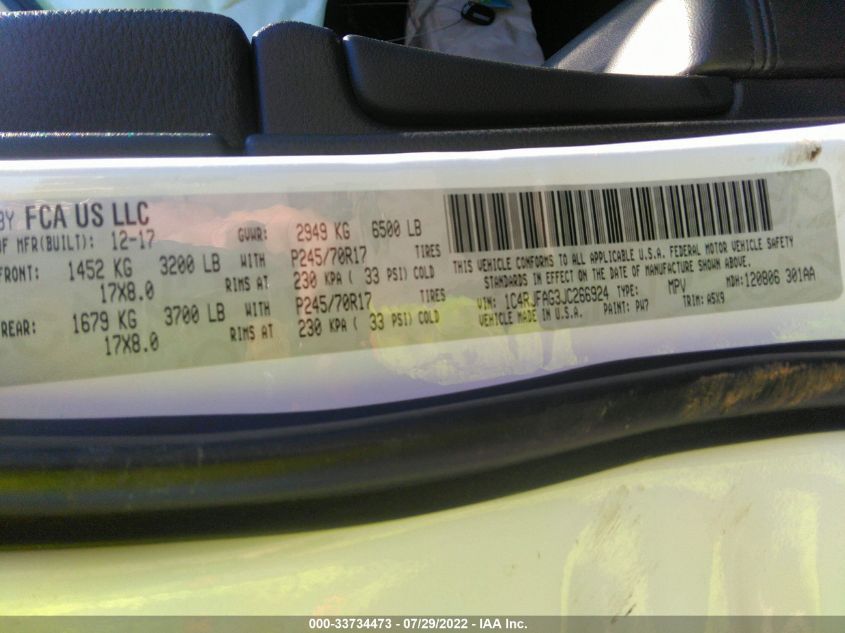 BY FCA US LLC
OF MFR(BUILT): 12-17 GVWR: 2949 KG 6500 LB
FRONT: 1452 KG 3200 LB WITH P245/70R17 TIRES
17X8.0 RIMS AT 230 KPA ( 33 PSI) COLD
REAR: 1679 KG 3700 LB WITH P245/70R17 TIRES
17X8.0 RIMS AT 230 KPA ( 33 PSI) COLD
THIS VEHICLE CONFORMS TO ALL APPLICABLE U.S.A. FEDERAL MOTOR VEHICLE SAFETY
STANDARDS IN EFFECT ON THE DATE OF MANUFACTURE SHOWN ABOVE.
VIN: 1C4RJFAG3JC266924 TYPE: MPV MDH:120806 301AA
VEHICLE MADE IN U.S.A. PAINT: PW7 TRIM: A5X9
000-33734473 - 07/29/2022 - IAA Inc.